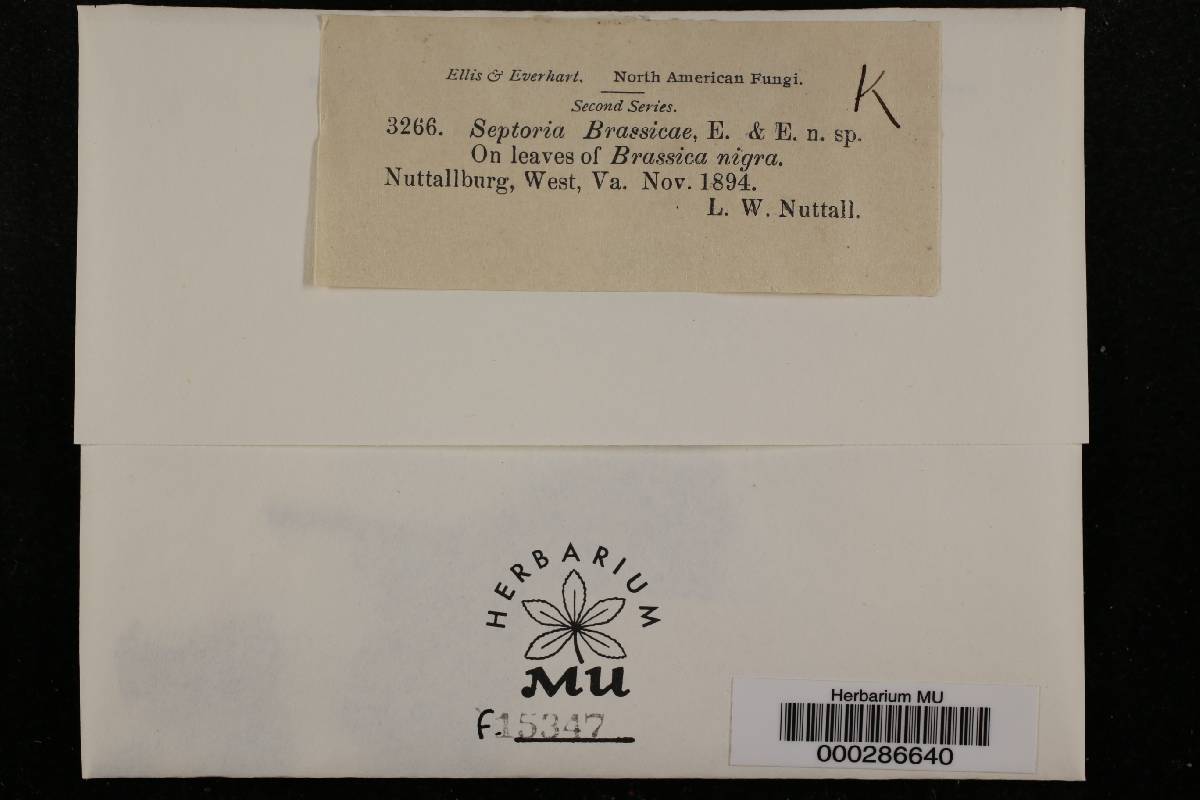 Ellis & Everhart. North American Fungi.
K
Second Series.
3266. Septoria Brassicae, E. & E. n. sp.
On leaves of Brassica nigra.
Nuttallburg, West, Va. Nov. 1894.
L. W. Nuttall.
HERBARIUM
MU
F-15347
Herbarium MU
000286640